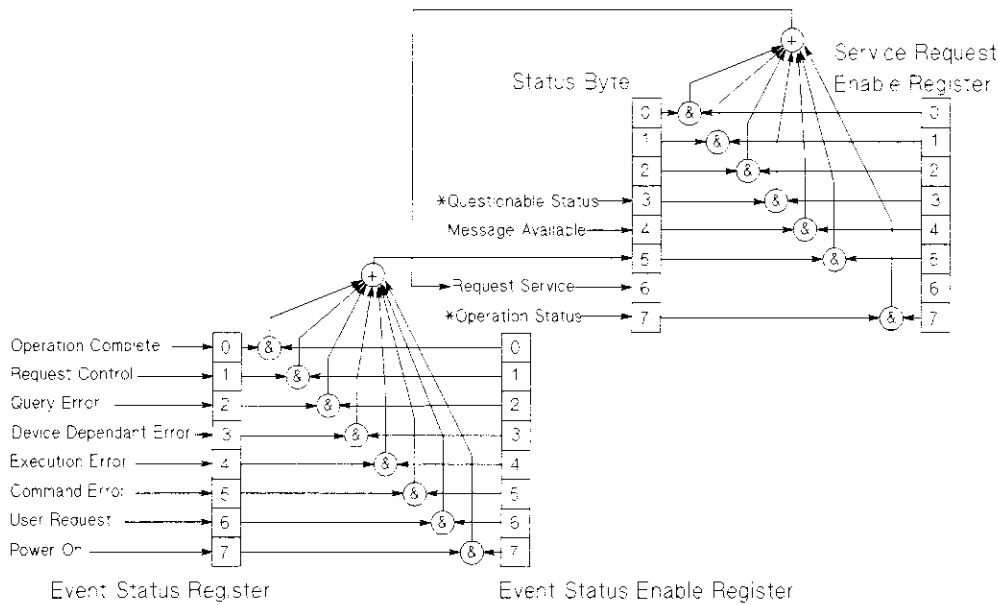 +
Service Request
Status Byte Enable Register
0 & 0
1 & 1
2 & 2
*Questionable Status 3 & 3
Message Available 4 & 4
5 & 5
+
Request Service 6 6
*Operation Status 7 & 7
Operation Complete 0 & 0
Request Control 1 & 1
Query Error 2 & 2
Device Dependant Error 3 & 3
Execution Error 4 & 4
Command Error 5 & 5
User Request 6 & 6
Power On 7 & 7
Event Status Register Event Status Enable Register